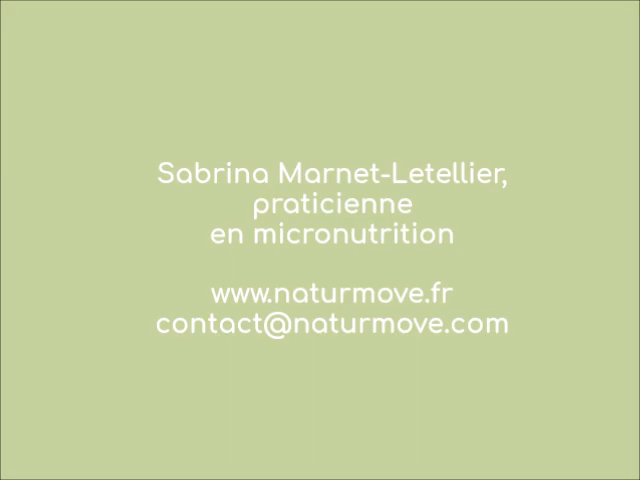 Sabrina Marnet-Letellier,
praticienne
en micronutrition
www.naturmove.fr
contact@naturmove.com